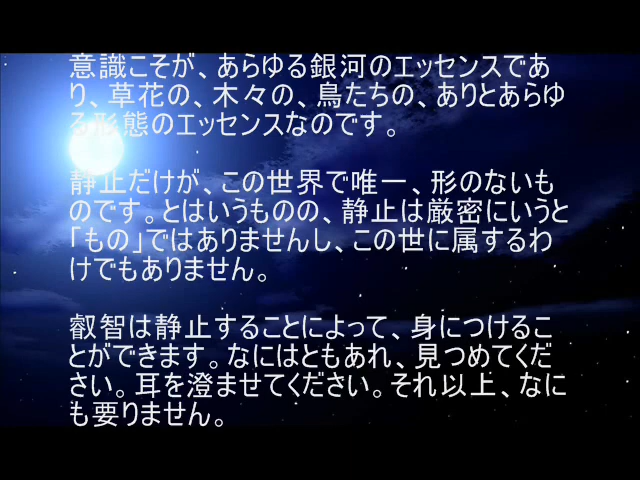 意識こそが、あらゆる銀河のエッセンスであ
り、草花の、木々の、鳥たちの、ありとあらゆ
る形態のエッセンスなのです。
静止だけが、この世界で唯一、形のないも
のです。とはいうものの、静止は厳密にいうと
「もの」ではありませんし、この世に属するわ
けでもありません。
叡智は静止することによって、身につけるこ
とができます。なにはともあれ、見つめてくだ
さい。耳を澄ませてください。それ以上、なに
も要りません。